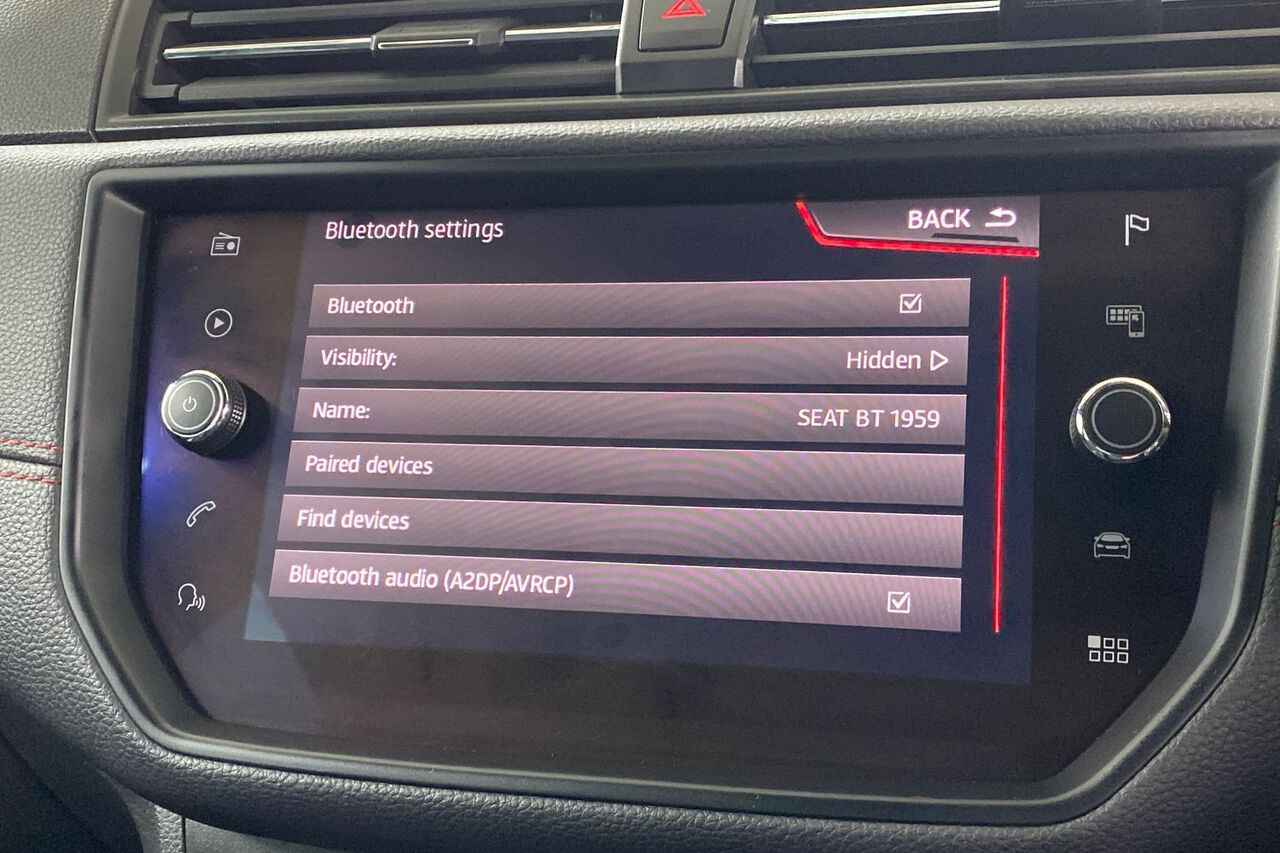 Bluetooth settings
BACK
Bluetooth
Visibility: Hidden
Name: SEAT BT 1959
Paired devices
Find devices
Bluetooth audio (A2DP/AVRCP)